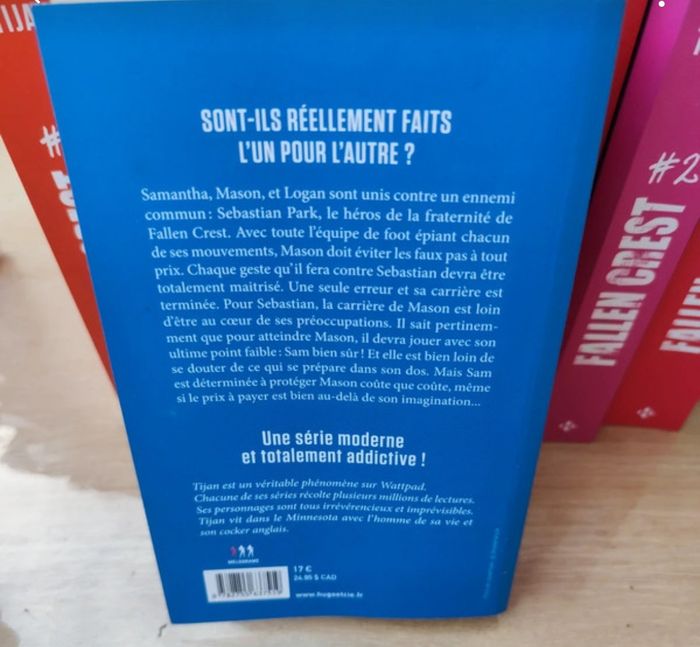 TIJA
#
SONT-ILS RÉELLEMENT FAITS
L'UN POUR L'AUTRE ?
Samantha, Mason, et Logan sont unis contre un ennemi
commun : Sebastian Park, le héros de la fraternité de
Fallen Crest. Avec toute l'équipe de foot épiant chacun
de ses mouvements, Mason doit éviter les faux pas à tout
prix. Chaque geste qu'il fera contre Sebastian devra être
totalement maitrisé. Une seule erreur et sa carrière est
terminée. Pour Sebastian, la carrière de Mason est loin
d'être au cœur de ses préoccupations. Il sait pertinem-
ment que pour atteindre Mason, il devra jouer avec son
ultime point faible : Sam bien sûr ! Et elle est bien loin de
se douter de ce qui se prépare dans son dos. Mais Sam
est déterminée à protéger Mason coûte que coûte, même
si le prix à payer est bien au-delà de son imagination...
Une série moderne
et totalement addictive !
Tijan est un véritable phénomène sur Wattpad.
Chacune de ses séries récolte plusieurs millions de lectures.
Ses personnages sont tous irrévérencieux et imprévisibles.
Tijan vit dans le Minnesota avec l'homme de sa vie et
son cocker anglais.
17 €
24.95 $ CAD
www.hugoetcie.fr
#2
FALLEN CREST
FALLEN